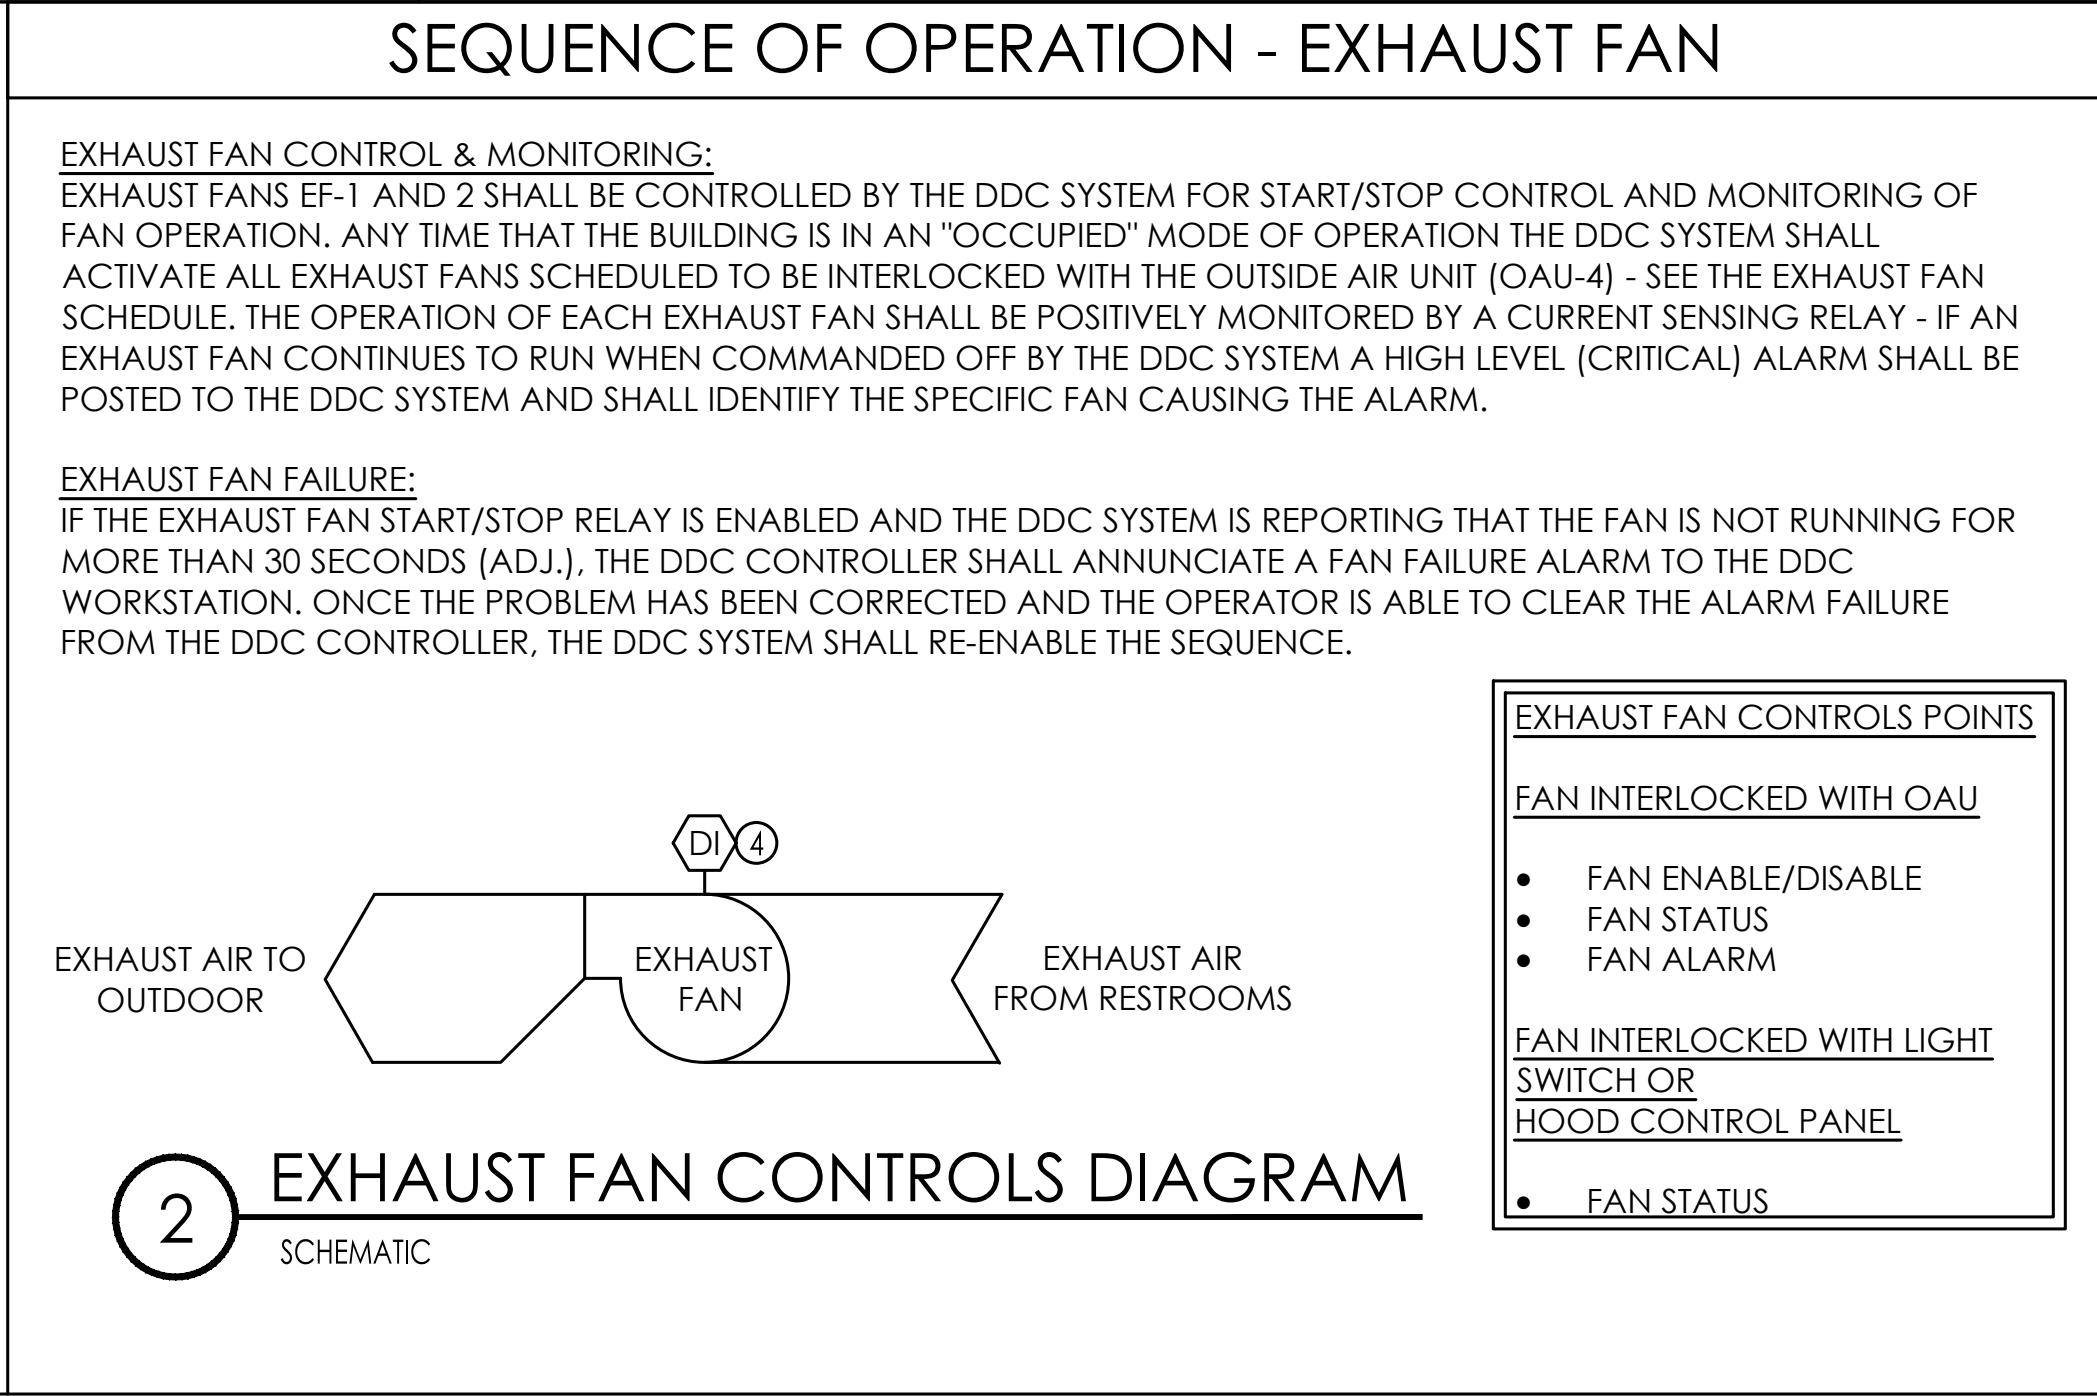 SEQUENCE OF OPERATION - EXHAUST FAN
EXHAUST FAN CONTROL & MONITORING:
EXHAUST FANS EF-1 AND 2 SHALL BE CONTROLLED BY THE DDC SYSTEM FOR START/STOP CONTROL AND MONITORING OF
FAN OPERATION. ANY TIME THAT THE BUILDING IS IN AN "OCCUPIED" MODE OF OPERATION THE DDC SYSTEM SHALL
ACTIVATE ALL EXHAUST FANS SCHEDULED TO BE INTERLOCKED WITH THE OUTSIDE AIR UNIT (OAU-4) - SEE THE EXHAUST FAN
SCHEDULE. THE OPERATION OF EACH EXHAUST FAN SHALL BE POSITIVELY MONITORED BY A CURRENT SENSING RELAY - IF AN
EXHAUST FAN CONTINUES TO RUN WHEN COMMANDED OFF BY THE DDC SYSTEM A HIGH LEVEL (CRITICAL) ALARM SHALL BE
POSTED TO THE DDC SYSTEM AND SHALL IDENTIFY THE SPECIFIC FAN CAUSING THE ALARM.
EXHAUST FAN FAILURE:
IF THE EXHAUST FAN START/STOP RELAY IS ENABLED AND THE DDC SYSTEM IS REPORTING THAT THE FAN IS NOT RUNNING FOR
MORE THAN 30 SECONDS (ADJ.), THE DDC CONTROLLER SHALL ANNUNCIATE A FAN FAILURE ALARM TO THE DDC
WORKSTATION. ONCE THE PROBLEM HAS BEEN CORRECTED AND THE OPERATOR IS ABLE TO CLEAR THE ALARM FAILURE
FROM THE DDC CONTROLLER, THE DDC SYSTEM SHALL RE-ENABLE THE SEQUENCE.
DI 4
EXHAUST AIR TO
OUTDOOR
EXHAUST
FAN
EXHAUST AIR
FROM RESTROOMS
2
EXHAUST FAN CONTROLS DIAGRAM
SCHEMATIC
EXHAUST FAN CONTROLS POINTS
FAN INTERLOCKED WITH OAU
• FAN ENABLE/DISABLE
• FAN STATUS
• FAN ALARM
FAN INTERLOCKED WITH LIGHT
SWITCH OR
HOOD CONTROL PANEL
• FAN STATUS